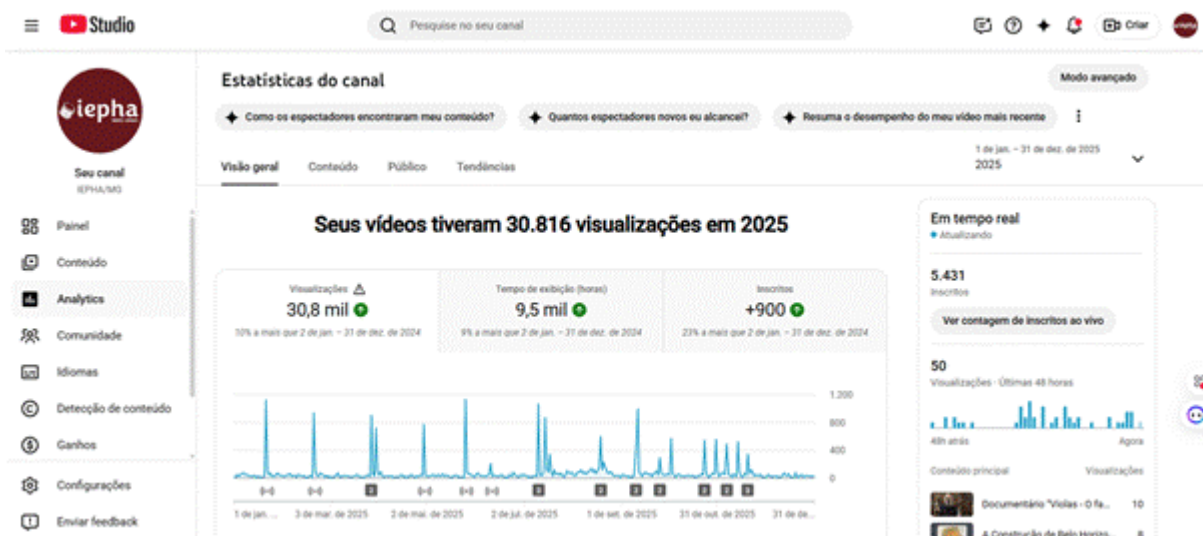 Studio
Pesquise no seu canal
Criar
iepha
Seu canal
IEPHA/MG
Painel
Conteúdo
Analytics
Comunidade
Idiomas
Detecção de conteúdo
Ganhos
Configurações
Enviar feedback
Estatísticas do canal
Modo avançado
Como os espectadores encontraram meu conteúdo?
Quantos espectadores novos eu alcancei?
Resuma o desempenho do meu vídeo mais recente
Visão geral
Conteúdo
Público
Tendências
1 de jan. – 31 de dez. de 2025
2025
Seus vídeos tiveram 30.816 visualizações em 2025
Visualizações
30,8 mil
10% a mais que 2 de jan. – 31 de dez. de 2024
Tempo de exibição (horas)
9,5 mil
9% a mais que 2 de jan. – 31 de dez. de 2024
Inscritos
+900
23% a mais que 2 de jan. – 31 de dez. de 2024
1.200
800
400
0
1 de jan. ...
3 de mar. de 2025
2 de mai. de 2025
2 de jul. de 2025
1 de set. de 2025
31 de out. de 2025
31 de de...
Em tempo real
Atualizando
5.431
Inscritos
Ver contagem de inscritos ao vivo
50
Visualizações · Últimas 48 horas
48h atrás
Agora
Conteúdo principal
Visualizações
Documentário "Violas - O fa...
10
A Construção de Belo Horizo...
8